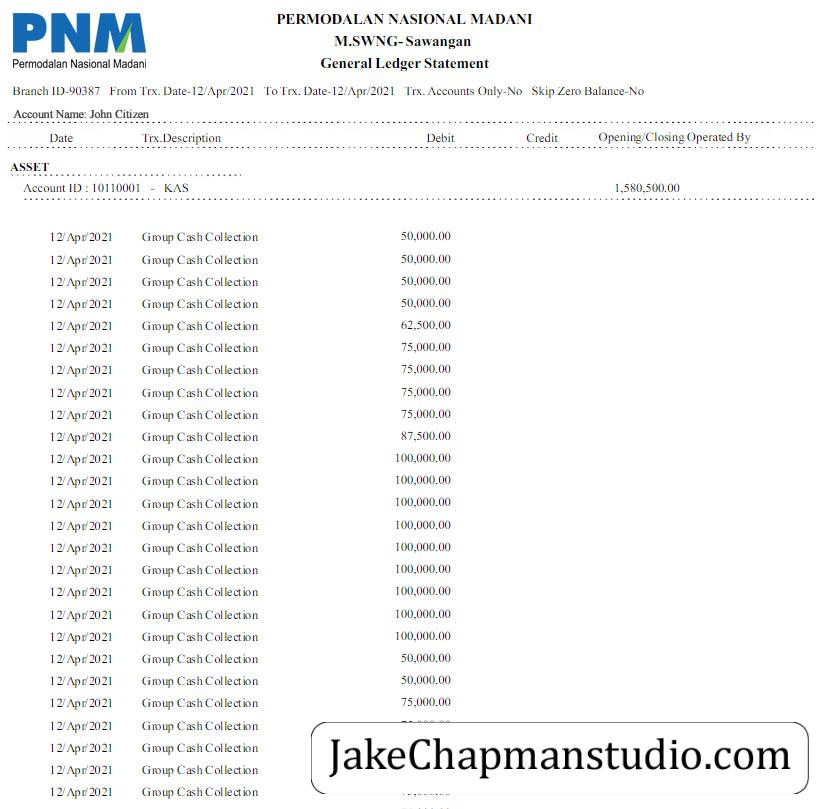 PNM
Permodalan Nasional Madani
PERMODALAN NASIONAL MADANI
M.SWNG- Sawangan
General Ledger Statement
Branch ID-90387 From Trx. Date-12/Apr/2021 To Trx. Date-12/Apr/2021 Trx. Accounts Only-No Skip Zero Balance-No
Account Name: John Citizen
Date Trx.Description Debit Credit Opening/Closing Operated By
ASSET
Account ID : 10110001 - KAS 1,580,500.00
12/Apr/2021 Group Cash Collection 50,000.00
12/Apr/2021 Group Cash Collection 50,000.00
12/Apr/2021 Group Cash Collection 50,000.00
12/Apr/2021 Group Cash Collection 50,000.00
12/Apr/2021 Group Cash Collection 62,500.00
12/Apr/2021 Group Cash Collection 75,000.00
12/Apr/2021 Group Cash Collection 75,000.00
12/Apr/2021 Group Cash Collection 75,000.00
12/Apr/2021 Group Cash Collection 75,000.00
12/Apr/2021 Group Cash Collection 87,500.00
12/Apr/2021 Group Cash Collection 100,000.00
12/Apr/2021 Group Cash Collection 100,000.00
12/Apr/2021 Group Cash Collection 100,000.00
12/Apr/2021 Group Cash Collection 100,000.00
12/Apr/2021 Group Cash Collection 100,000.00
12/Apr/2021 Group Cash Collection 100,000.00
12/Apr/2021 Group Cash Collection 100,000.00
12/Apr/2021 Group Cash Collection 100,000.00
12/Apr/2021 Group Cash Collection 100,000.00
12/Apr/2021 Group Cash Collection 50,000.00
12/Apr/2021 Group Cash Collection 50,000.00
12/Apr/2021 Group Cash Collection 75,000.00
12/Apr/2021 Group Cash Collection
12/Apr/2021 Group Cash Collection
12/Apr/2021 Group Cash Collection
12/Apr/2021 Group Cash Collection
JakeChapmanstudio.com